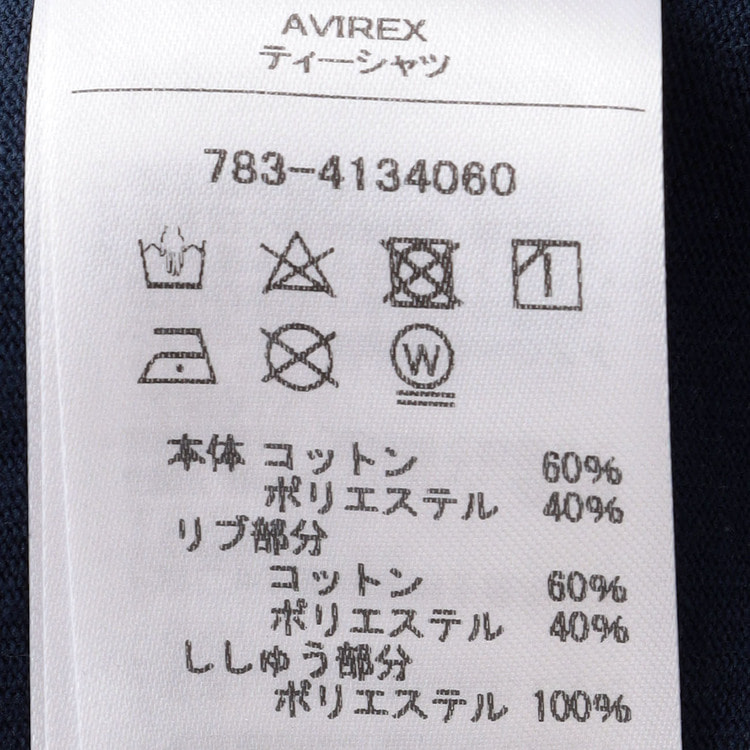 AVIREX
ティーシャツ
783-4134060
W
本体 コットン 60%
ポリエステル 40%
リブ部分
コットン 60%
ポリエステル 40%
ししゅう部分
ポリエステル 100%